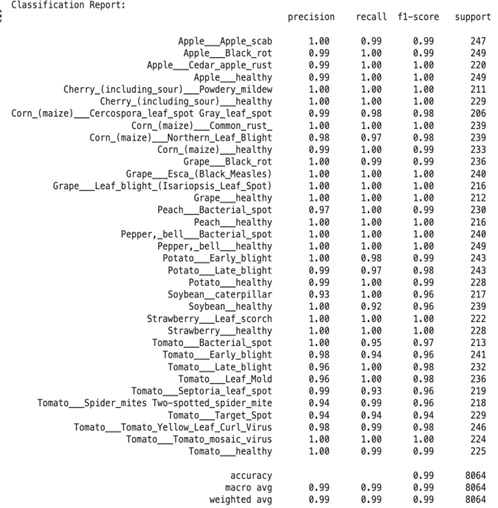 Classification Report:
precision recall f1-score support
Apple___Apple_scab 1.00 0.99 0.99 247
Apple___Black_rot 0.99 1.00 0.99 249
Apple___Cedar_apple_rust 0.99 1.00 0.99 220
Apple___healthy 0.99 1.00 0.99 249
Cherry_(including_sour)___Powdery_mildew 1.00 1.00 1.00 211
Cherry_(including_sour)___healthy 1.00 1.00 1.00 229
Corn_(maize)___Cercospora_leaf_spot Gray_leaf_spot 0.99 0.98 0.98 206
Corn_(maize)___Common_rust_ 1.00 1.00 1.00 239
Corn_(maize)___Northern_Leaf_Blight 0.98 0.97 0.98 239
Corn_(maize)___healthy 0.99 1.00 0.99 233
Grape___Black_rot 1.00 0.99 0.99 236
Grape___Esca_(Black_Measles) 1.00 1.00 1.00 240
Grape___Leaf_blight_(Isariopsis_Leaf_Spot) 1.00 1.00 1.00 216
Grape___healthy 1.00 1.00 1.00 212
Peach___Bacterial_spot 0.97 1.00 0.99 230
Peach___healthy 1.00 1.00 1.00 216
Pepper,_bell___Bacterial_spot 1.00 1.00 1.00 240
Pepper,_bell___healthy 1.00 1.00 1.00 249
Potato___Early_blight 1.00 0.98 0.99 243
Potato___Late_blight 0.99 0.97 0.98 243
Potato___healthy 0.99 1.00 0.99 228
Soybean__caterpillar 0.93 1.00 0.96 217
Soybean__healthy 1.00 0.92 0.96 239
Strawberry___Leaf_scorch 1.00 1.00 1.00 222
Strawberry___healthy 1.00 1.00 1.00 228
Tomato___Bacterial_spot 1.00 0.95 0.97 213
Tomato___Early_blight 0.98 0.94 0.96 241
Tomato___Late_blight 0.96 1.00 0.98 232
Tomato___Leaf_Mold 0.96 1.00 0.98 236
Tomato___Septoria_leaf_spot 0.99 0.93 0.96 219
Tomato___Spider_mites Two-spotted_spider_mite 0.94 0.99 0.96 218
Tomato___Target_Spot 0.94 0.94 0.94 229
Tomato___Tomato_Yellow_Leaf_Curl_Virus 0.98 0.99 0.98 246
Tomato___Tomato_mosaic_virus 1.00 1.00 1.00 224
Tomato___healthy 1.00 0.99 0.99 225
accuracy 0.99 8064
macro avg 0.99 0.99 0.99 8064
weighted avg 0.99 0.99 0.99 8064